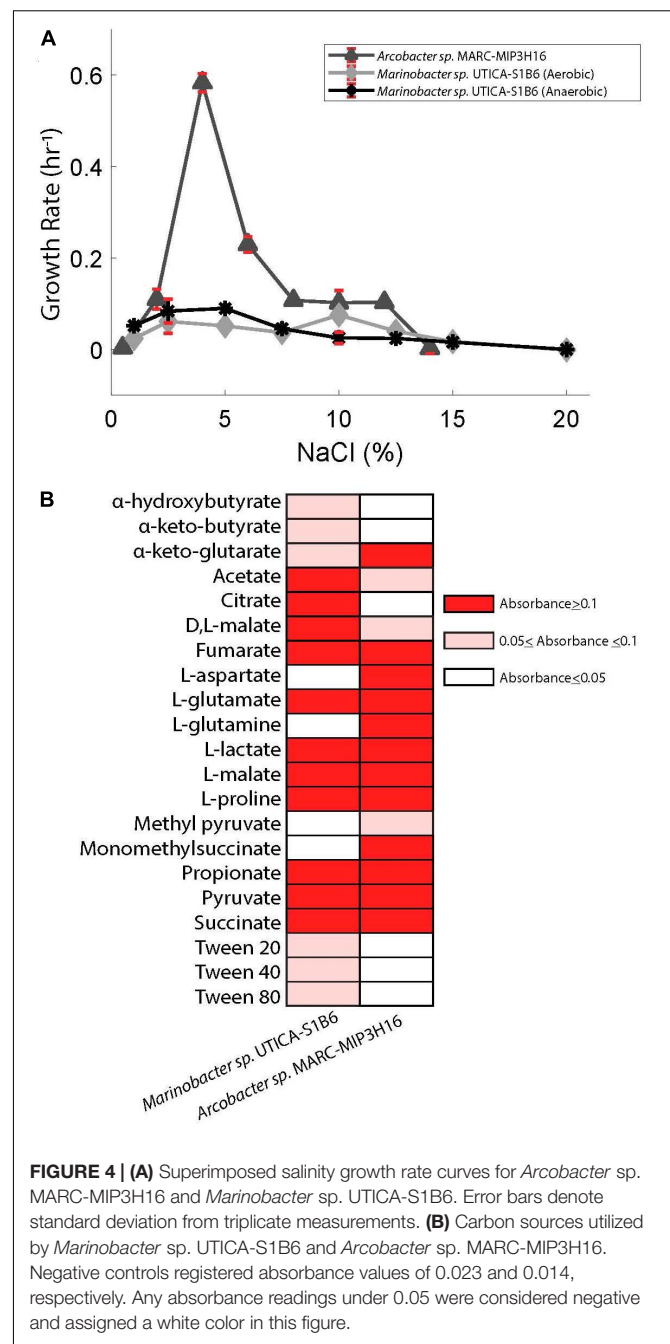 A
Arcobacter sp. MARC-MIP3H16
Marinobacter sp. UTICA-S1B6 (Aerobic)
Marinobacter sp. UTICA-S1B6 (Anaerobic)
Growth Rate (hr⁻¹)
0.6
0.4
0.2
0
0
5
10
15
20
NaCl (%)
B
α-hydroxybutyrate
α-keto-butyrate
α-keto-glutarate
Acetate
Citrate
D,L-malate
Fumarate
L-aspartate
L-glutamate
L-glutamine
L-lactate
L-malate
L-proline
Methyl pyruvate
Monomethylsuccinate
Propionate
Pyruvate
Succinate
Tween 20
Tween 40
Tween 80
Absorbance≥0.1
0.05≤ Absorbance ≤0.1
Absorbance≤0.05
Marinobacter sp. UTICA-S1B6
Arcobacter sp. MARC-MIP3H16
FIGURE 4 | (A) Superimposed salinity growth rate curves for Arcobacter sp.
MARC-MIP3H16 and Marinobacter sp. UTICA-S1B6. Error bars denote
standard deviation from triplicate measurements. (B) Carbon sources utilized
by Marinobacter sp. UTICA-S1B6 and Arcobacter sp. MARC-MIP3H16.
Negative controls registered absorbance values of 0.023 and 0.014,
respectively. Any absorbance readings under 0.05 were considered negative
and assigned a white color in this figure.